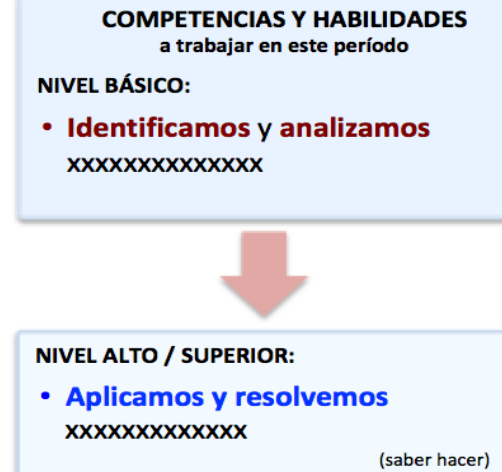 COMPETENCIAS Y HABILIDADES
a trabajar en este período
NIVEL BÁSICO:
• Identificamos y analizamos
xxxxxxxxxxxxxx
NIVEL ALTO / SUPERIOR:
• Aplicamos y resolvemos
xxxxxxxxxxxxx
(saber hacer)